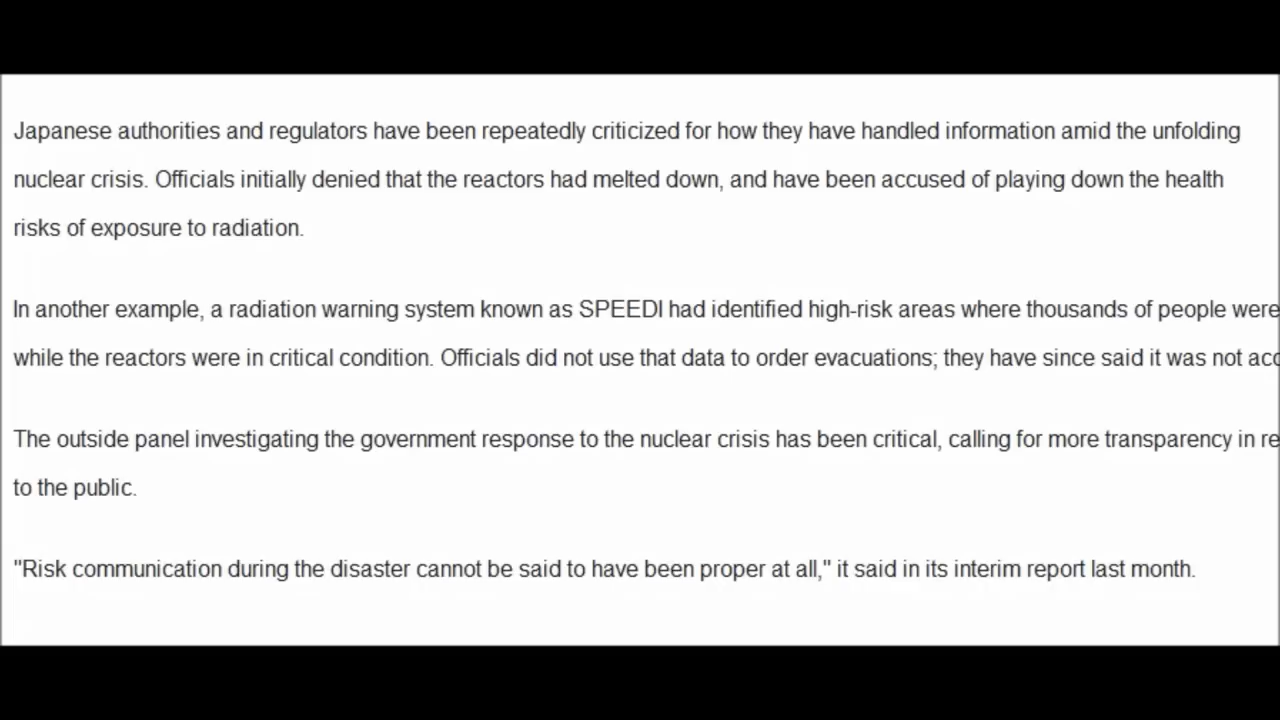 Japanese authorities and regulators have been repeatedly criticized for how they have handled information amid the unfolding
nuclear crisis. Officials initially denied that the reactors had melted down, and have been accused of playing down the health
risks of exposure to radiation.
In another example, a radiation warning system known as SPEEDI had identified high-risk areas where thousands of people were
while the reactors were in critical condition. Officials did not use that data to order evacuations; they have since said it was not
The outside panel investigating the government response to the nuclear crisis has been critical, calling for more transparency in
to the public.
"Risk communication during the disaster cannot be said to have been proper at all," it said in its interim report last month.